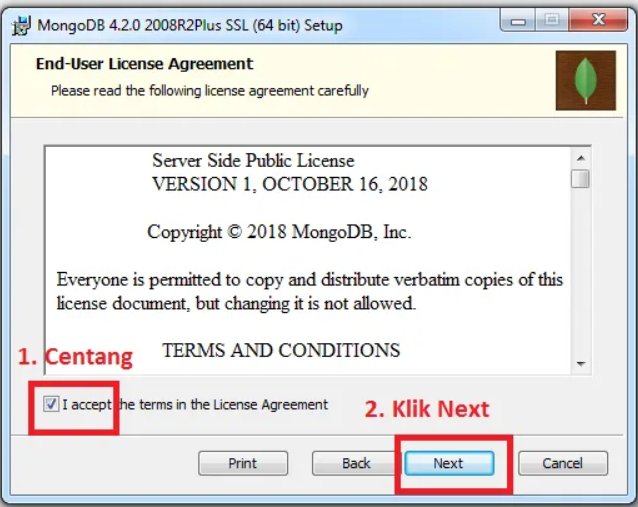 MongoDB 4.2.0 2008R2Plus SSL (64 bit) Setup
End-User License Agreement
Please read the following license agreement carefully
Server Side Public License
VERSION 1, OCTOBER 16, 2018
Copyright © 2018 MongoDB, Inc.
Everyone is permitted to copy and distribute verbatim copies of this
license document, but changing it is not allowed.
TERMS AND CONDITIONS
1. Centang
I accept the terms in the License Agreement
2. Klik Next
Print
Back
Next
Cancel